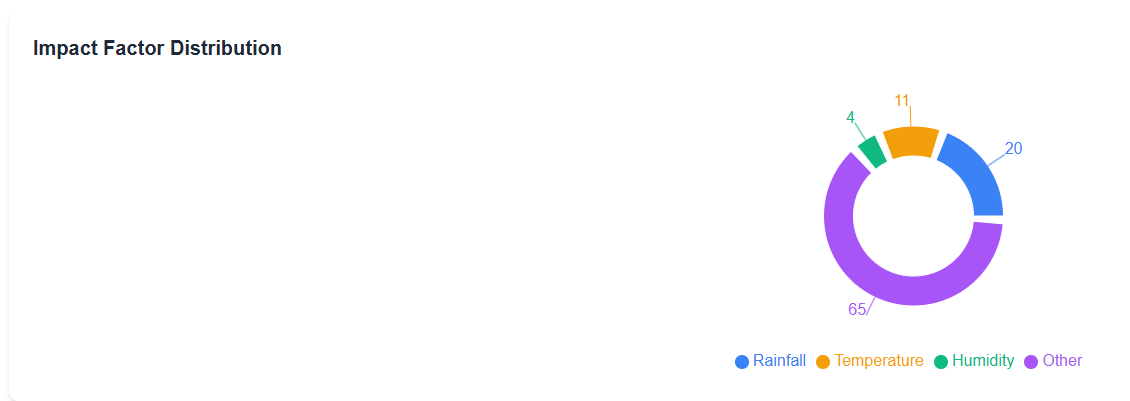 Impact Factor Distribution
11
4
20
65
Rainfall Temperature Humidity Other